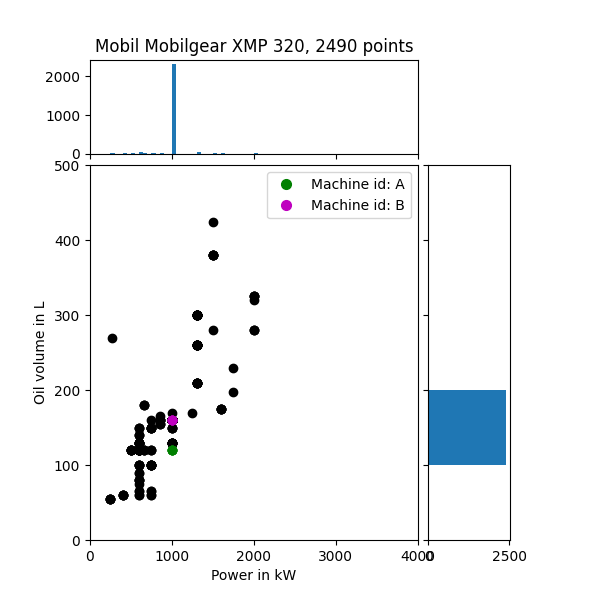 Mobil Mobilgear XMP 320, 2490 points
2000
1000
0
500
400
300
200
100
0
Oil volume in L
Machine id: A
Machine id: B
0 1000 2000 3000 4000
Power in kW
0 2500